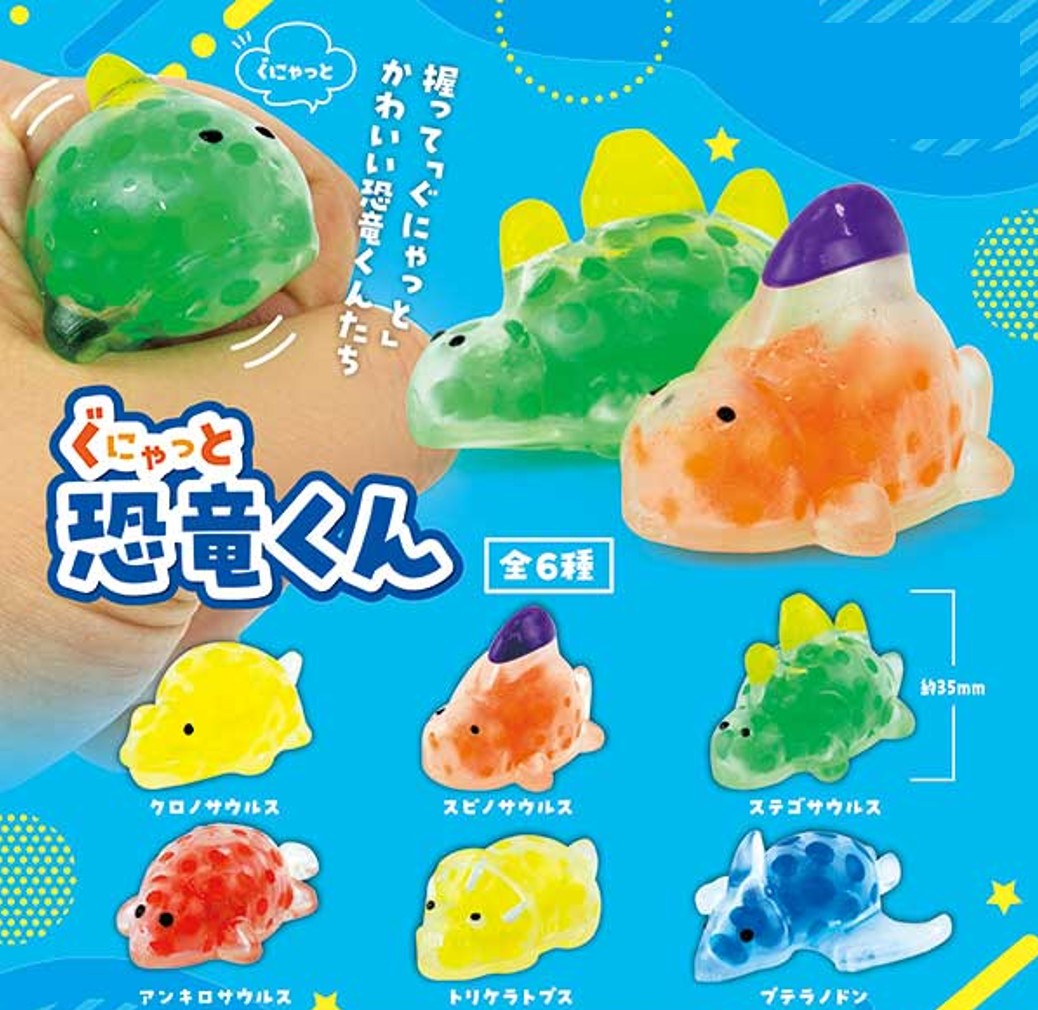 ぐにゃっと
握って「ぐにゃっと」
かわいい恐竜くんたち
ぐにゃっと
恐竜くん
全6種
約35mm
クロノサウルス
スピノサウルス
ステゴサウルス
アンキロサウルス
トリケラトプス
プテラノドン